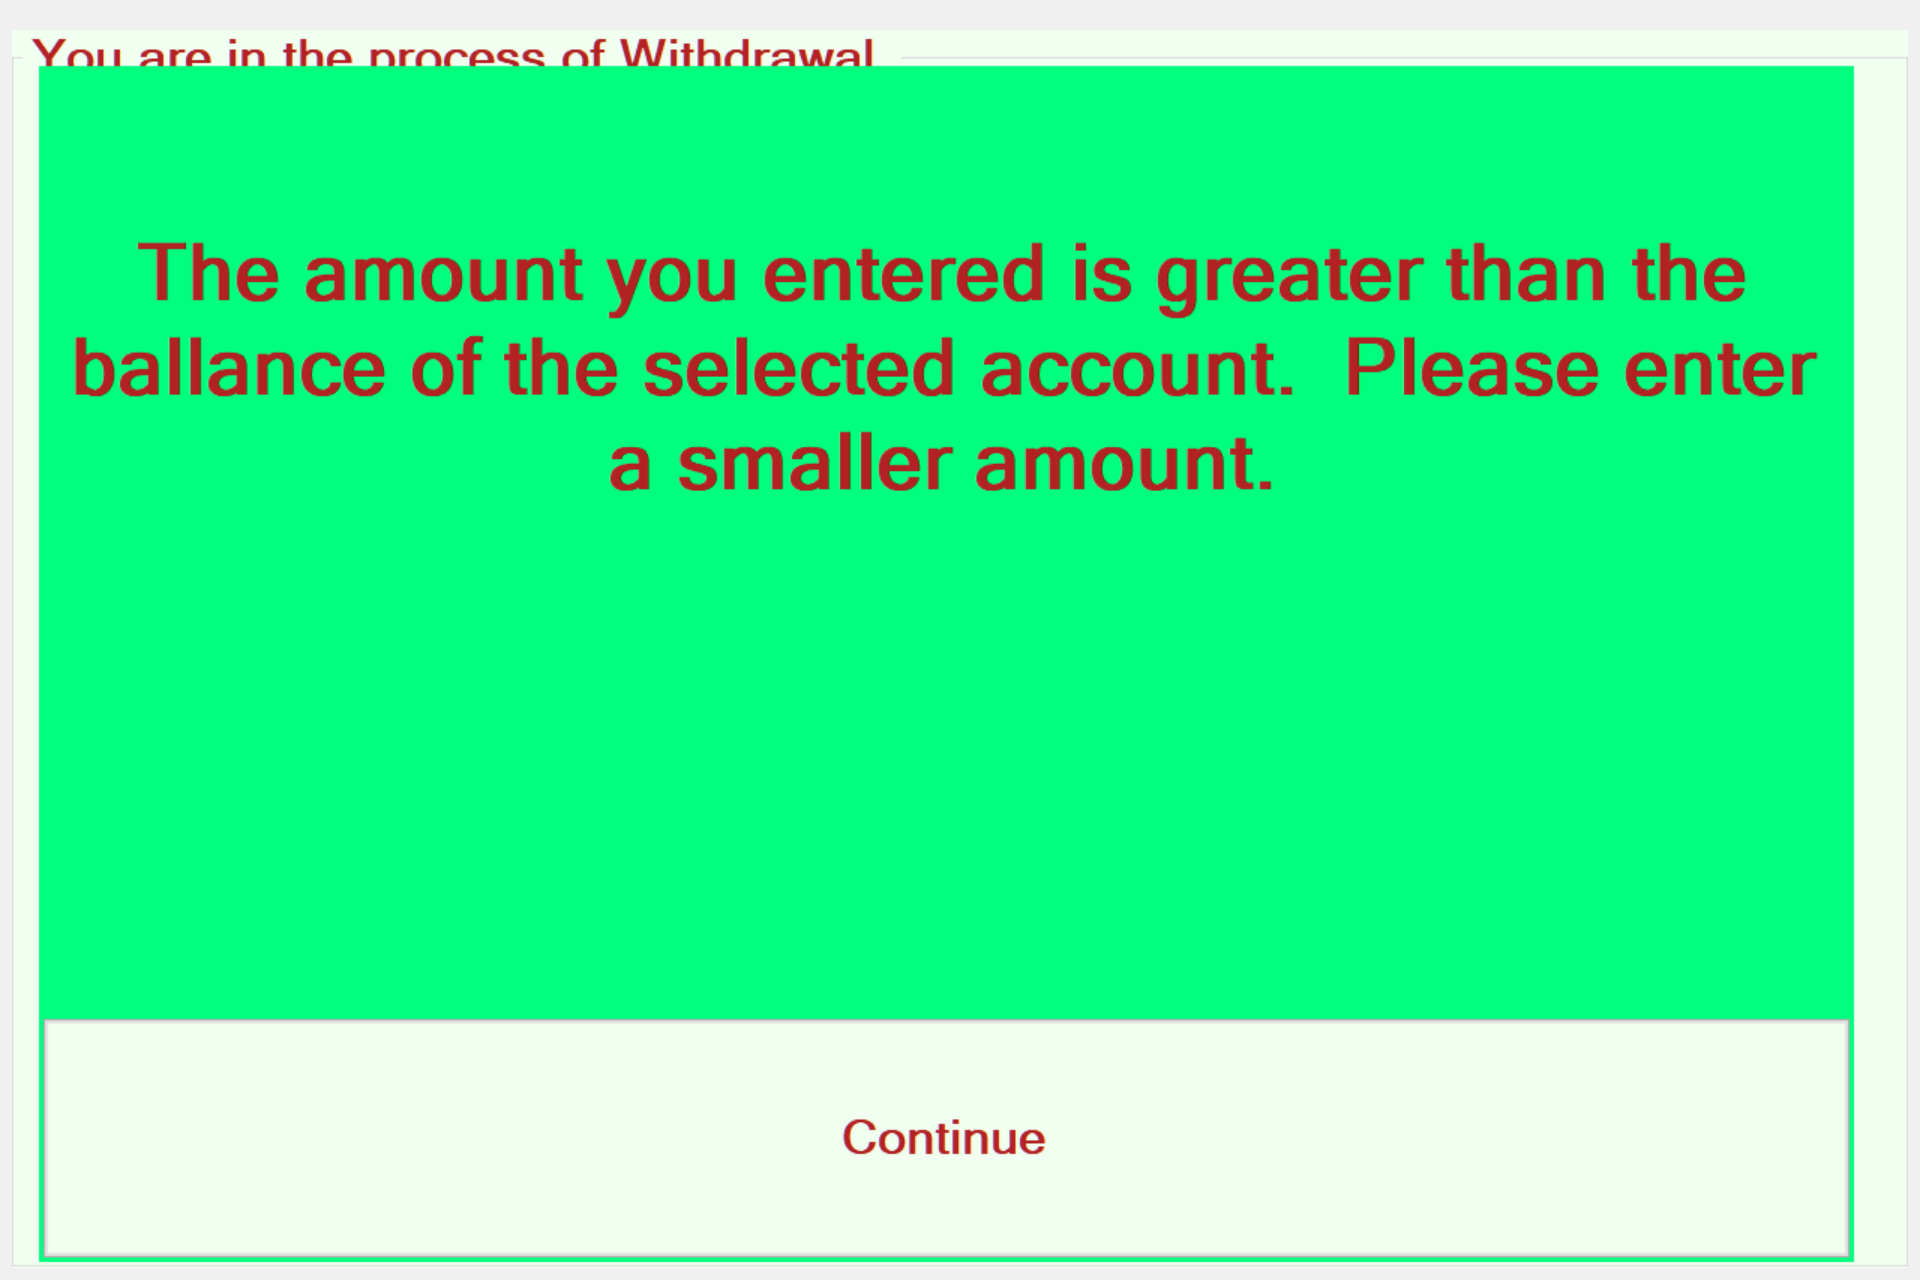 You are in the process of Withdrawal
The amount you entered is greater than the
ballance of the selected account.  Please enter
a smaller amount.
Continue